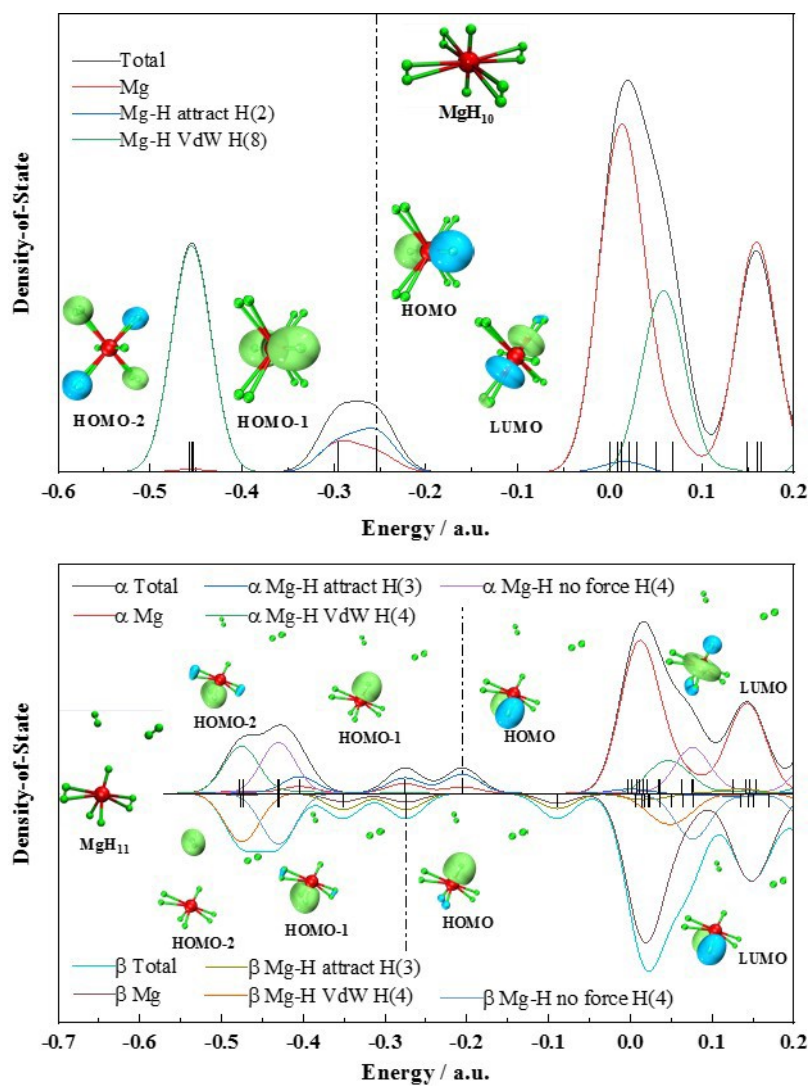 Total
Mg
Mg-H attract H(2)
Mg-H VdW H(8)
MgH10
HOMO
HOMO-2
HOMO-1
LUMO
Density-of-State
-0.6 -0.5 -0.4 -0.3 -0.2 -0.1 0.0 0.1 0.2
Energy / a.u.
α Total α Mg-H attract H(3) α Mg-H no force H(4)
α Mg α Mg-H VdW H(4)
HOMO-2 HOMO-1 HOMO LUMO
Density-of-State
MgH11
HOMO-2 HOMO-1 HOMO LUMO
β Total β Mg-H attract H(3)
β Mg β Mg-H VdW H(4) β Mg-H no force H(4)
-0.7 -0.6 -0.5 -0.4 -0.3 -0.2 -0.1 0.0 0.1 0.2
Energy / a.u.